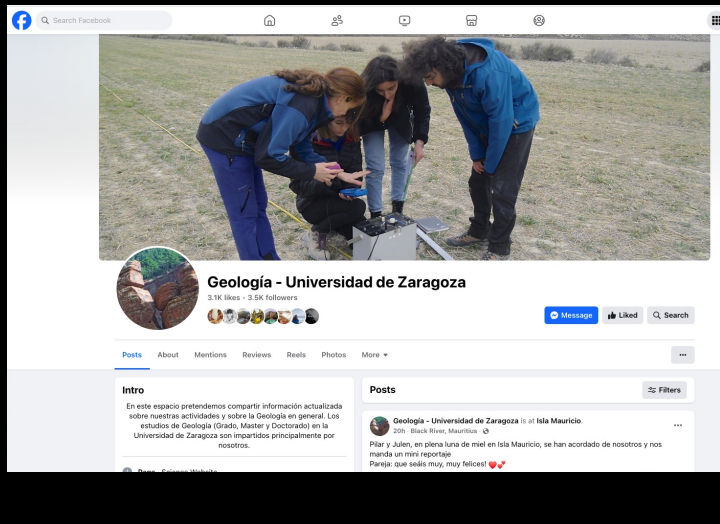 Search Facebook
Geología - Universidad de Zaragoza
3.1K likes • 3.5K followers
Message
Liked
Search
Posts About Mentions Reviews Reels Photos More
Intro
En este espacio pretendemos compartir información actualizada
sobre nuestras actividades y sobre la Geología en general. Los
estudios de Geología (Grado, Master y Doctorado) en la
Universidad de Zaragoza son impartidos principalmente por
nosotros.
Page · Science Website
Posts
Filters
Geología - Universidad de Zaragoza is at Isla Mauricio.
20h · Black River, Mauritius ·
Pilar y Julen, en plena luna de miel en Isla Mauricio, se han acordado de nosotros y nos
manda un mini reportaje
Pareja: que seáis muy, muy felices!